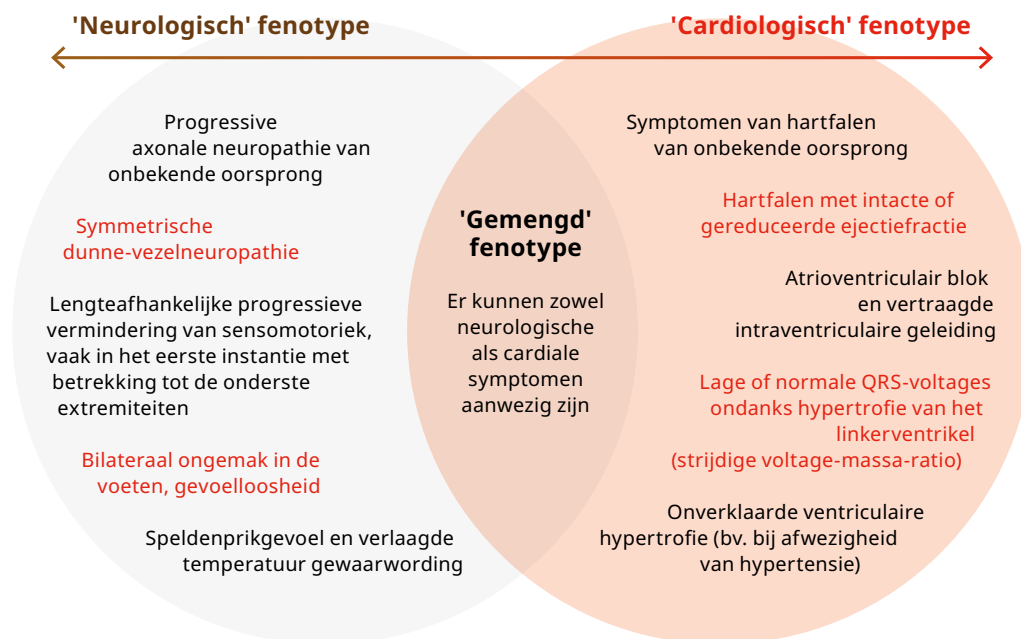 'Neurologisch' fenotype
Progressive
axonale neuropathie van
onbekende oorsprong
Symmetrische
dunne-vezelneuropathie
Lengteafhankelijke progressieve
vermindering van sensomotoriek,
vaak in het eerste instantie met
betrekking tot de onderste
extremiteiten
Bilateraal ongemak in de
voeten, gevoelloosheid
Speldenprikgevoel en verlaagde
temperatuur gewaarwording
'Gemengd'
fenotype
Er kunnen zowel
neurologische
als cardiale
symptomen
aanwezig zijn
'Cardiologisch' fenotype
Symptomen van hartfalen
van onbekende oorsprong
Hartfalen met intacte of
gereduceerde ejectiefractie
Atrioventriculair blok
en vertraagde
intraventriculaire geleiding
Lage of normale QRS-voltages
ondanks hypertrofie van het
linkerventrikel
(strijdige voltage-massa-ratio)
Onverklaarde ventriculaire
hypertrofie (bv. bij afwezigheid
van hypertensie)